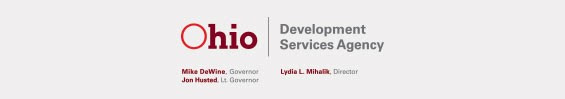 Ohio
Development
Services Agency
Mike DeWine, Governor
Jon Husted, Lt. Governor
Lydia L. Mihalik, Director